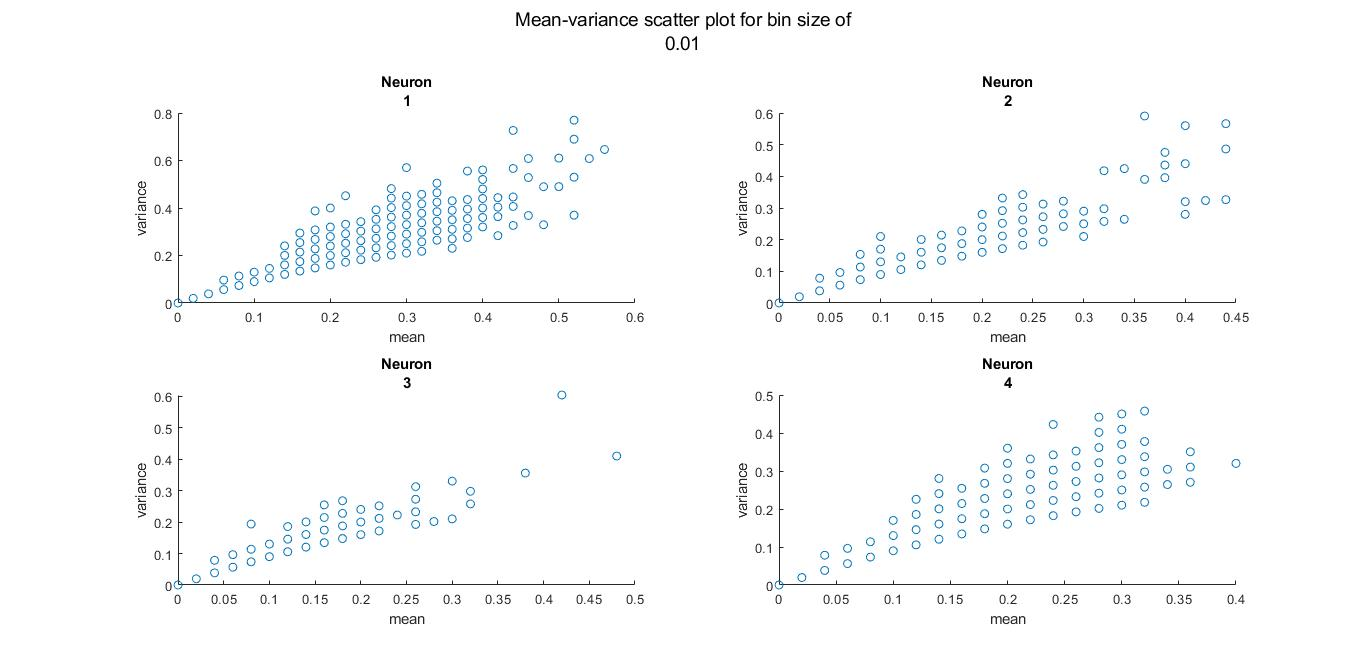 Mean-variance scatter plot for bin size of
0.01
Neuron
1
0.8
0.6
0.4
0.2
0
variance
0 0.1 0.2 0.3 0.4 0.5 0.6
mean
Neuron
2
0.6
0.5
0.4
0.3
0.2
0.1
0
variance
0 0.05 0.1 0.15 0.2 0.25 0.3 0.35 0.4 0.45
mean
Neuron
3
0.6
0.5
0.4
0.3
0.2
0.1
0
variance
0 0.05 0.1 0.15 0.2 0.25 0.3 0.35 0.4 0.45 0.5
mean
Neuron
4
0.5
0.4
0.3
0.2
0.1
0
variance
0 0.05 0.1 0.15 0.2 0.25 0.3 0.35 0.4
mean